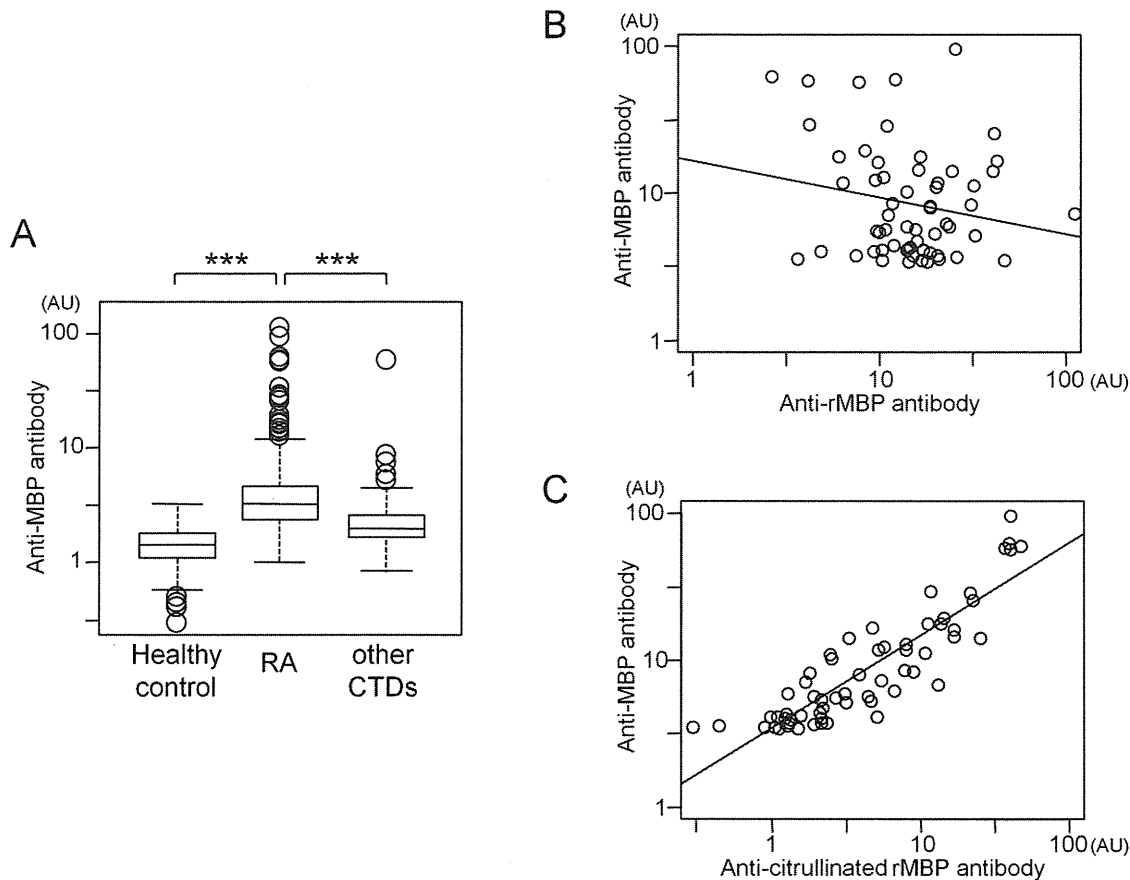 A
***
***
(AU)
100
10
1
Anti-MBP antibody
Healthy
control
RA
other
CTDs
B
(AU)
100
10
1
Anti-MBP antibody
1
10
100
(AU)
Anti-rMBP antibody
C
(AU)
100
10
1
Anti-MBP antibody
1
10
100
(AU)
Anti-citrullinated rMBP antibody